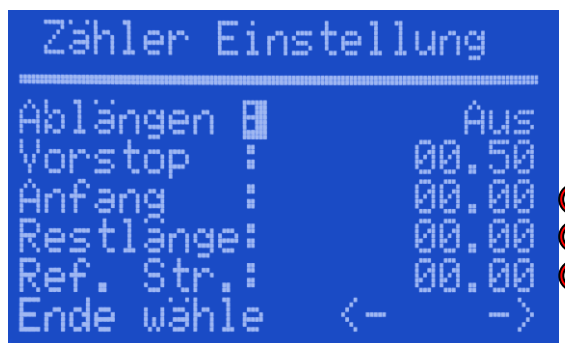 Zähler Einstellung
Ablängen : Aus
Vorstop : 00.50
Anfang : 00.00
Restlänge: 00.00
Ref. Str.: 00.00
Ende wähle <- ->